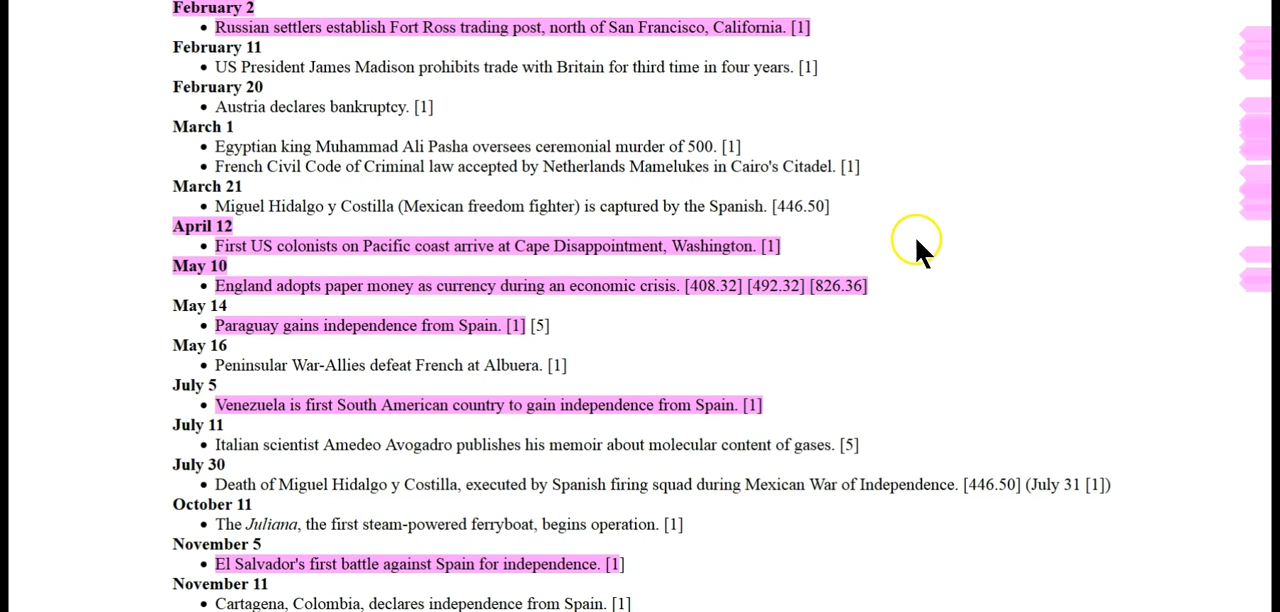 February 2
• Russian settlers establish Fort Ross trading post, north of San Francisco, California. [1]
February 11
• US President James Madison prohibits trade with Britain for third time in four years. [1]
February 20
• Austria declares bankruptcy. [1]
March 1
• Egyptian king Muhammad Ali Pasha oversees ceremonial murder of 500. [1]
• French Civil Code of Criminal law accepted by Netherlands Mamelukes in Cairo's Citadel. [1]
March 21
• Miguel Hidalgo y Costilla (Mexican freedom fighter) is captured by the Spanish. [446.50]
April 12
• First US colonists on Pacific coast arrive at Cape Disappointment, Washington. [1]
May 10
• England adopts paper money as currency during an economic crisis. [408.32] [492.32] [826.36]
May 14
• Paraguay gains independence from Spain. [1] [5]
May 16
• Peninsular War-Allies defeat French at Albuera. [1]
July 5
• Venezuela is first South American country to gain independence from Spain. [1]
July 11
• Italian scientist Amedeo Avogadro publishes his memoir about molecular content of gases. [5]
July 30
• Death of Miguel Hidalgo y Costilla, executed by Spanish firing squad during Mexican War of Independence. [446.50] (July 31 [1])
October 11
• The Juliana, the first steam-powered ferryboat, begins operation. [1]
November 5
• El Salvador's first battle against Spain for independence. [1]
November 11
• Cartagena, Colombia, declares independence from Spain. [1]